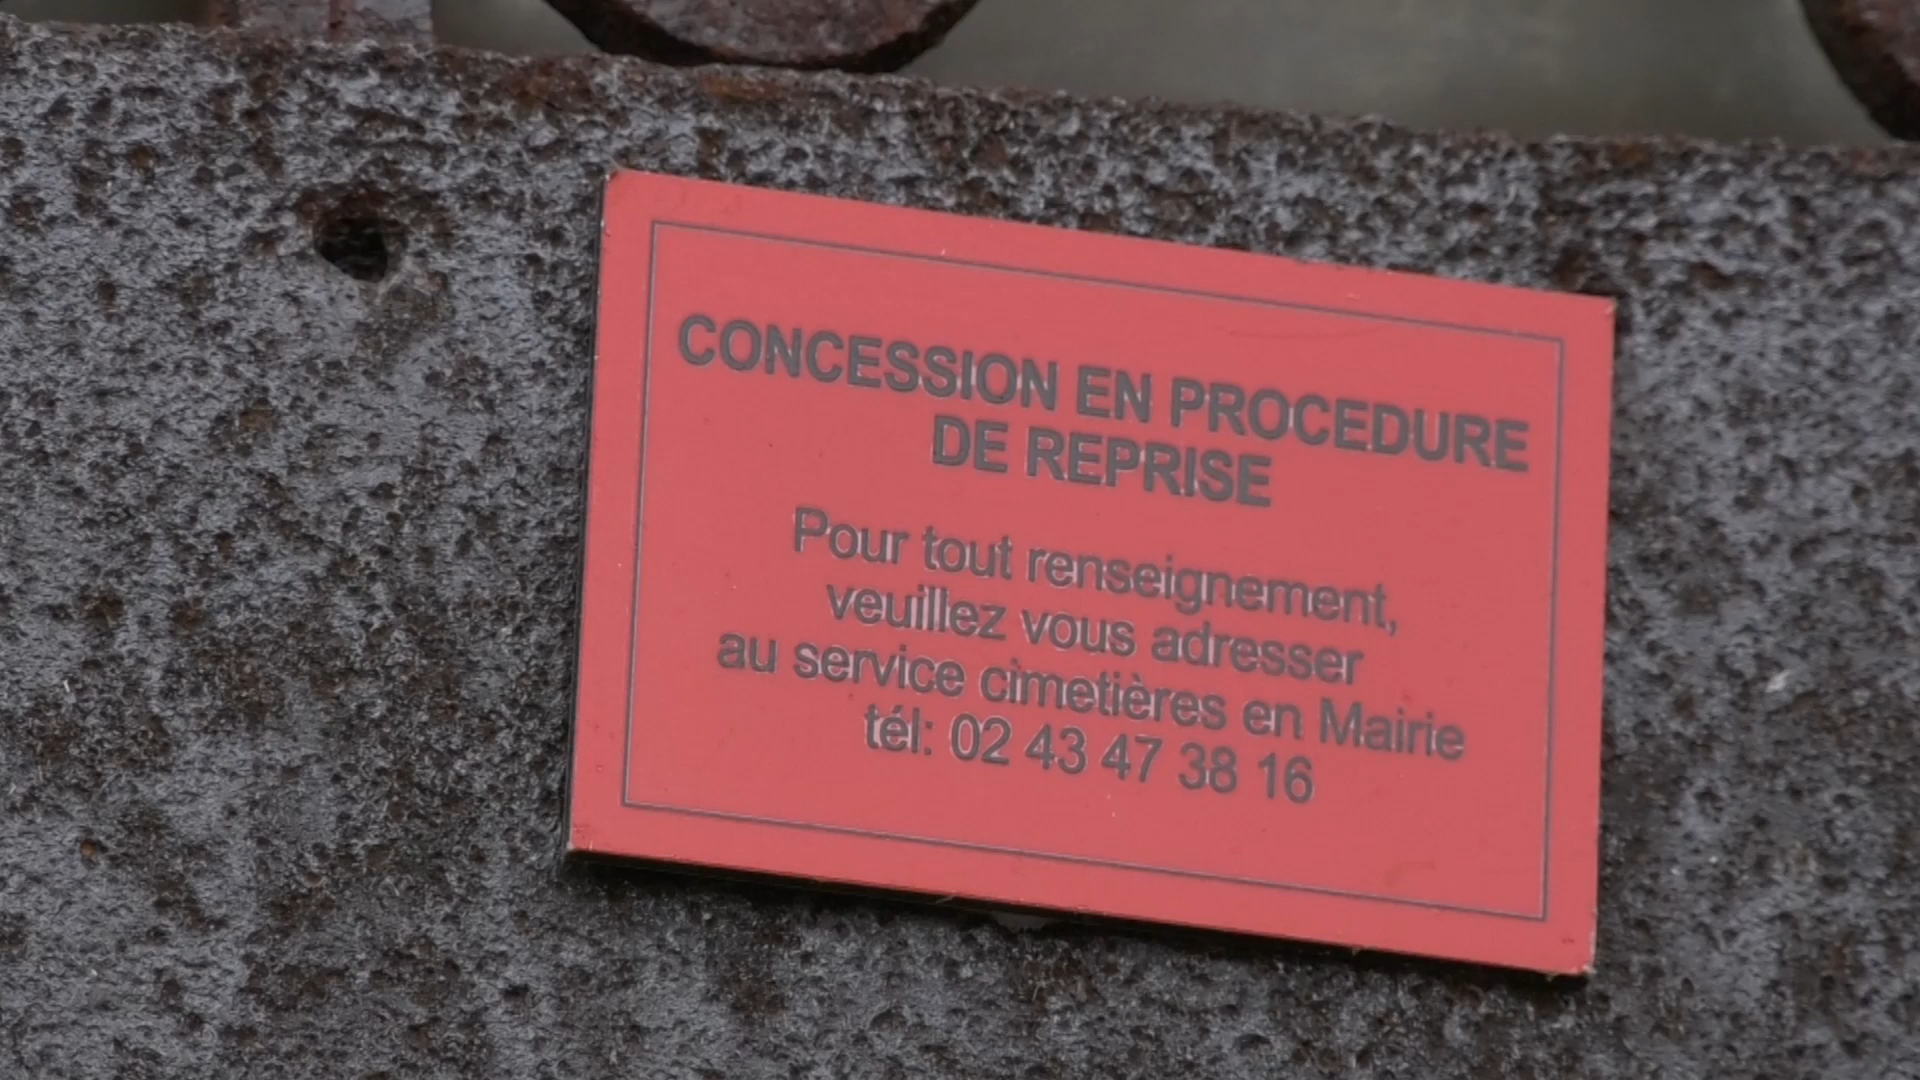 CONCESSION EN PROCEDURE
DE REPRISE
Pour tout renseignement,
veuillez vous adresser
au service cimetières en Mairie
tél: 02 43 47 38 16